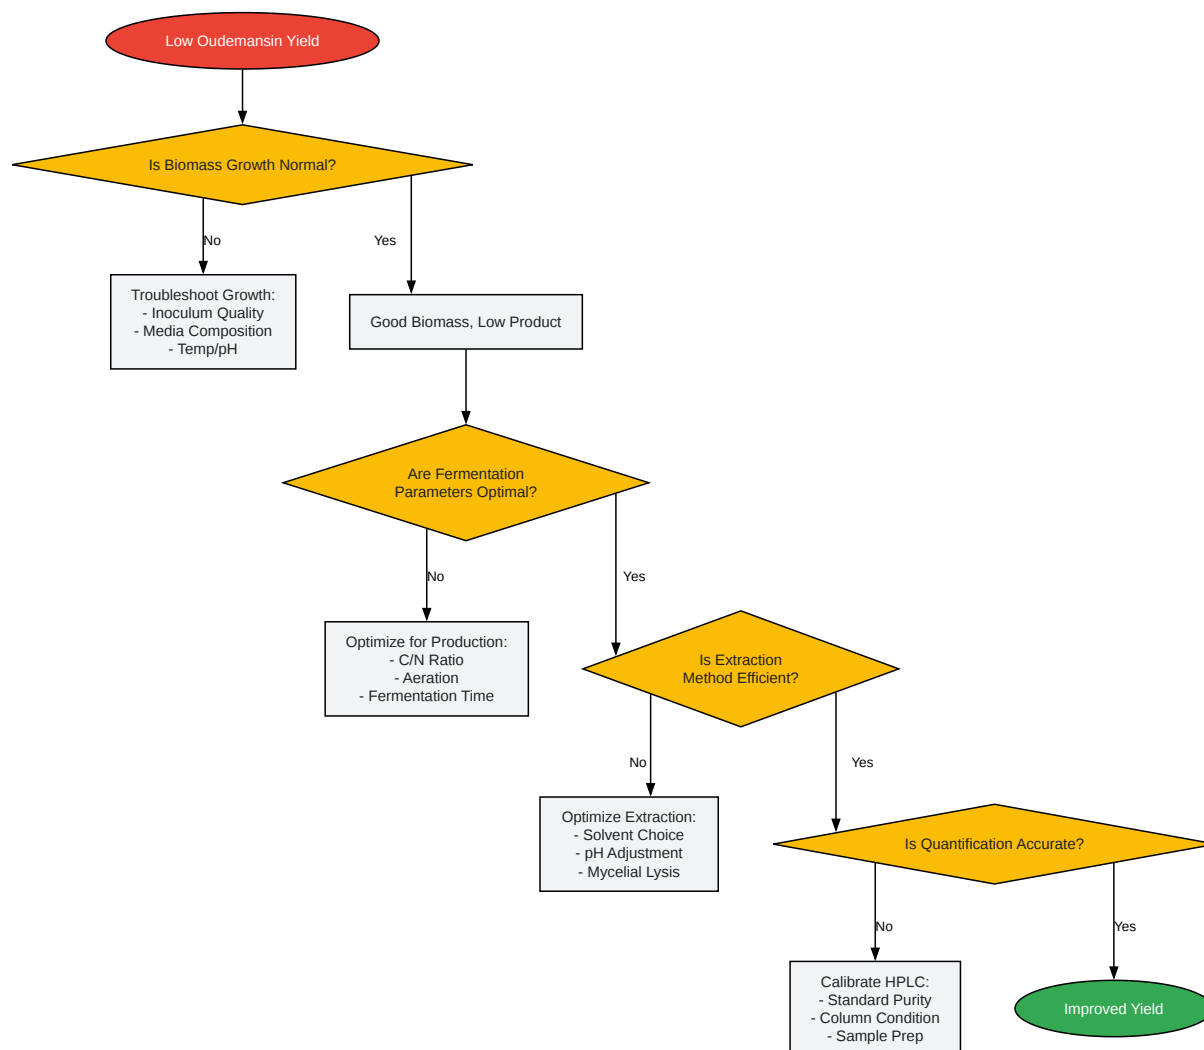 Low Oudemansin Yield
Is Biomass Growth Normal?
No
Yes
Troubleshoot Growth:
- Inoculum Quality
- Media Composition
- Temp/pH
Good Biomass, Low Product
Are Fermentation
Parameters Optimal?
No
Yes
Optimize for Production:
- C/N Ratio
- Aeration
- Fermentation Time
Is Extraction
Method Efficient?
No
Yes
Optimize Extraction:
- Solvent Choice
- pH Adjustment
- Mycelial Lysis
Is Quantification Accurate?
No
Yes
Calibrate HPLC:
- Standard Purity
- Column Condition
- Sample Prep
Improved Yield